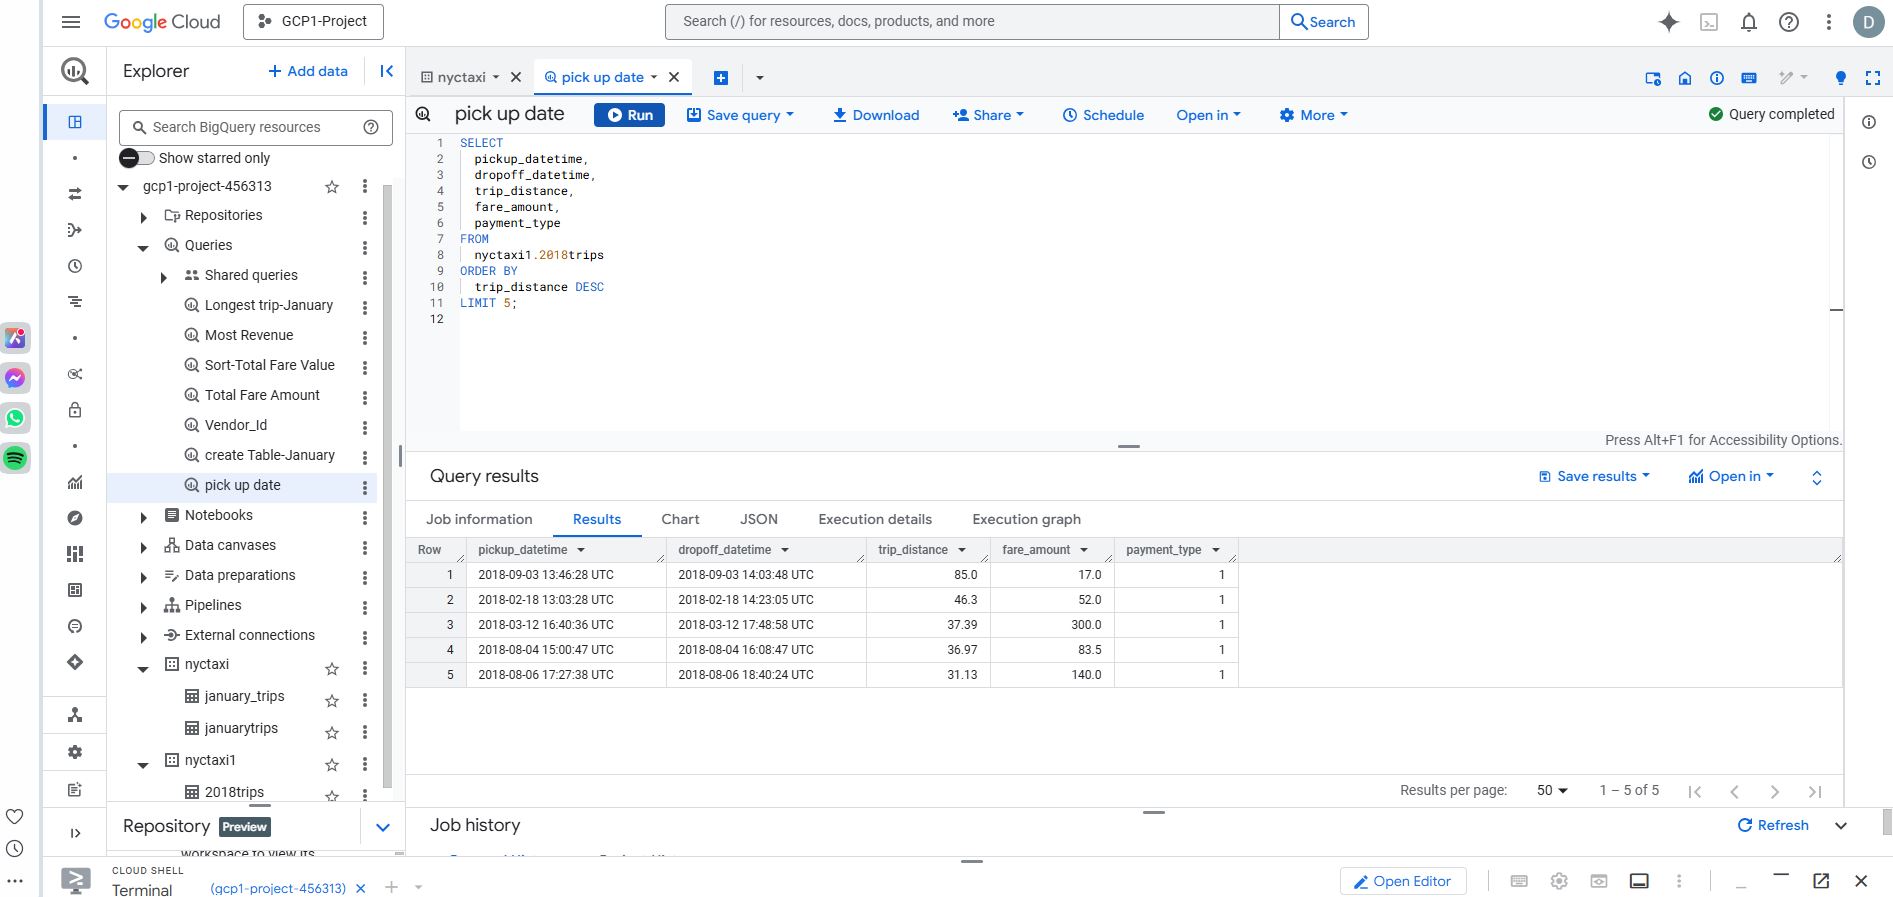 Google Cloud
GCP1-Project
Search (/) for resources, docs, products, and more
Search
D
Explorer
+ Add data
Search BigQuery resources
Show starred only
gcp1-project-456313
Repositories
Queries
Shared queries
Longest trip-January
Most Revenue
Sort-Total Fare Value
Total Fare Amount
Vendor_Id
create Table-January
pick up date
Notebooks
Data canvases
Data preparations
Pipelines
External connections
nyctaxi
january_trips
januarytrips
nyctaxi1
2018trips
Repository Preview
workspace to view its
nyctaxi
pick up date
pick up date
Run
Save query
Download
Share
Schedule
Open in
More
Query completed
1 SELECT
2 pickup_datetime,
3 dropoff_datetime,
4 trip_distance,
5 fare_amount,
6 payment_type
7 FROM
8 nyctaxi1.2018trips
9 ORDER BY
10 trip_distance DESC
11 LIMIT 5;
12
Press Alt+F1 for Accessibility Options.
Query results
Save results
Open in
Job information Results Chart JSON Execution details Execution graph
Row pickup_datetime dropoff_datetime trip_distance fare_amount payment_type
1 2018-09-03 13:46:28 UTC 2018-09-03 14:03:48 UTC 85.0 17.0 1
2 2018-02-18 13:03:28 UTC 2018-02-18 14:23:05 UTC 46.3 52.0 1
3 2018-03-12 16:40:36 UTC 2018-03-12 17:48:58 UTC 37.39 300.0 1
4 2018-08-04 15:00:47 UTC 2018-08-04 16:08:47 UTC 36.97 83.5 1
5 2018-08-06 17:27:38 UTC 2018-08-06 18:40:24 UTC 31.13 140.0 1
Results per page: 50 1 – 5 of 5
Job history
Refresh
CLOUD SHELL
Terminal
(gcp1-project-456313)
Open Editor